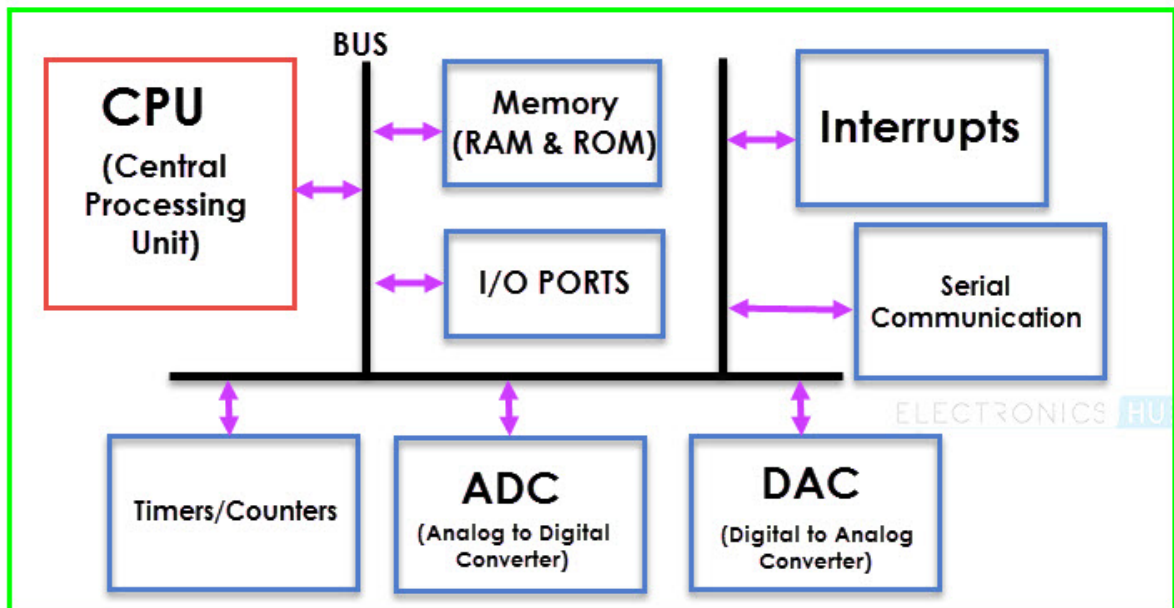 BUS
CPU
(Central
Processing
Unit)
Memory
(RAM & ROM)
I/O PORTS
Interrupts
Serial
Communication
ELECTRONICS HU
Timers/Counters
ADC
(Analog to Digital
Converter)
DAC
(Digital to Analog
Converter)